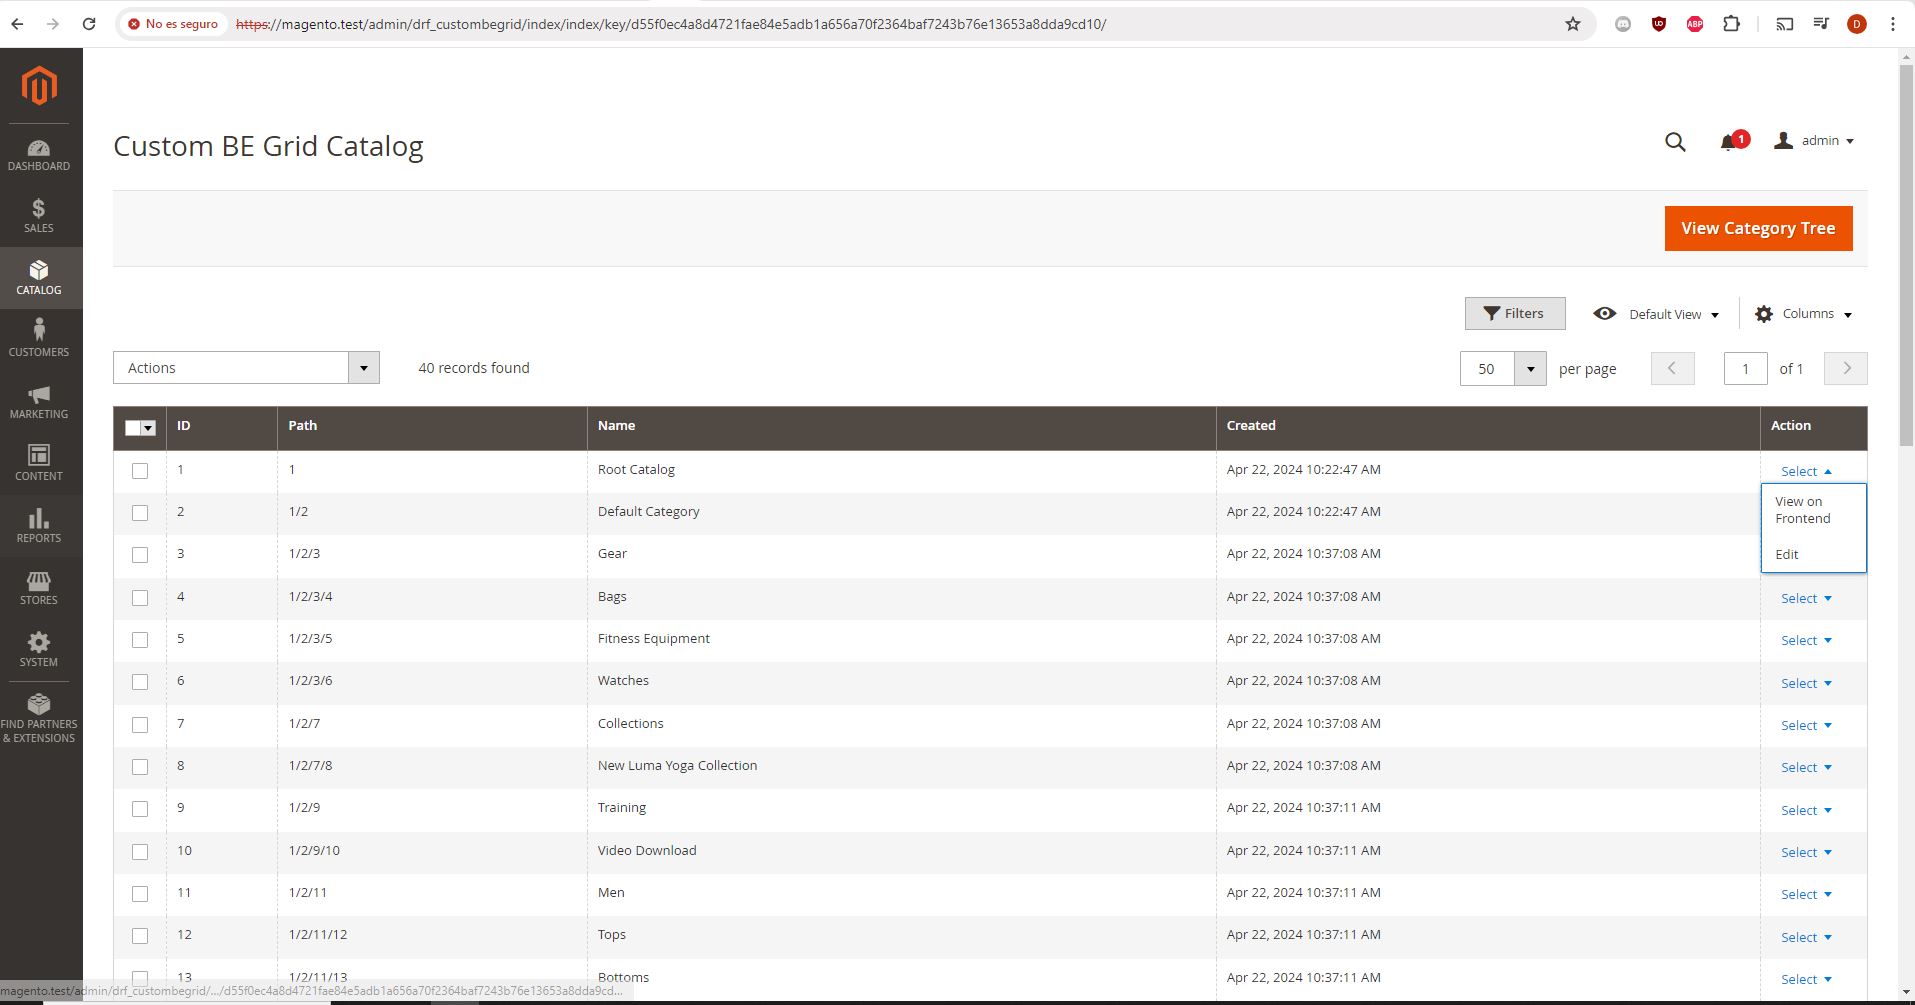 No es seguro
https://magento.test/admin/drf_custombegrid/index/index/key/d55f0ec4a8d4721fae84e5adb1a656a70f2364baf7243b76e13653a8dda9cd10/
ABP
D
DASHBOARD
SALES
CATALOG
CUSTOMERS
MARKETING
CONTENT
REPORTS
STORES
SYSTEM
FIND PARTNERS
& EXTENSIONS
Custom BE Grid Catalog
1
admin
View Category Tree
Filters
Default View
Columns
Actions
40 records found
50
per page
1
of 1
ID Path Name Created Action
1 1 Root Catalog Apr 22, 2024 10:22:47 AM Select
View on
Frontend
Edit
2 1/2 Default Category Apr 22, 2024 10:22:47 AM
3 1/2/3 Gear Apr 22, 2024 10:37:08 AM
4 1/2/3/4 Bags Apr 22, 2024 10:37:08 AM Select
5 1/2/3/5 Fitness Equipment Apr 22, 2024 10:37:08 AM Select
6 1/2/3/6 Watches Apr 22, 2024 10:37:08 AM Select
7 1/2/7 Collections Apr 22, 2024 10:37:08 AM Select
8 1/2/7/8 New Luma Yoga Collection Apr 22, 2024 10:37:08 AM Select
9 1/2/9 Training Apr 22, 2024 10:37:11 AM Select
10 1/2/9/10 Video Download Apr 22, 2024 10:37:11 AM Select
11 1/2/11 Men Apr 22, 2024 10:37:11 AM Select
12 1/2/11/12 Tops Apr 22, 2024 10:37:11 AM Select
13 1/2/11/13 Bottoms Apr 22, 2024 10:37:11 AM Select
magento.test/admin/drf_custombegrid/.../d55f0ec4a8d4721fae84e5adb1a656a70f2364baf7243b76e13653a8dda9cd...